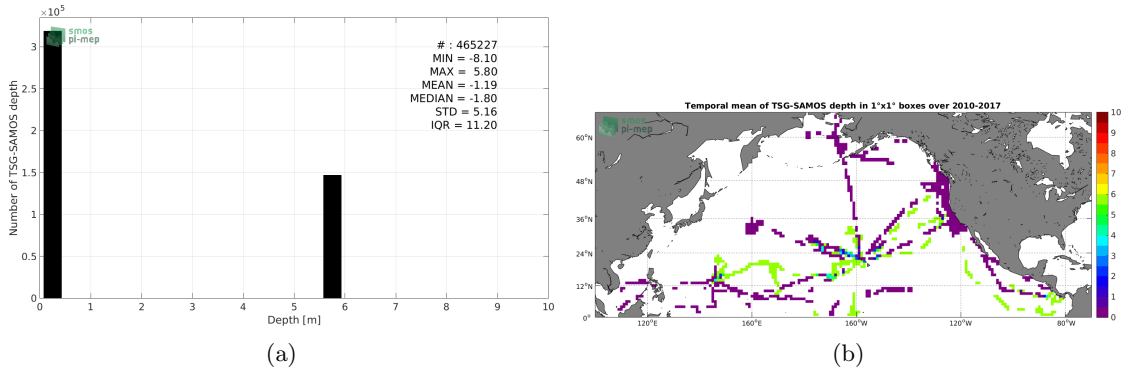 ×10⁵
smos
pi-mep
# : 465227
MIN = -8.10
MAX = 5.80
MEAN = -1.19
MEDIAN = -1.80
STD = 5.16
IQR = 11.20
Number of TSG-SAMOS depth
3
2.5
2
1.5
1
0.5
0
0 1 2 3 4 5 6 7 8 9 10
Depth [m]
(a)
Temporal mean of TSG-SAMOS depth in 1°x1° boxes over 2010-2017
smos
pi-mep
60°N
48°N
36°N
24°N
12°N
0°
120°E 160°E 160°W 120°W 80°W
10
9
8
7
6
5
4
3
2
1
0
(b)